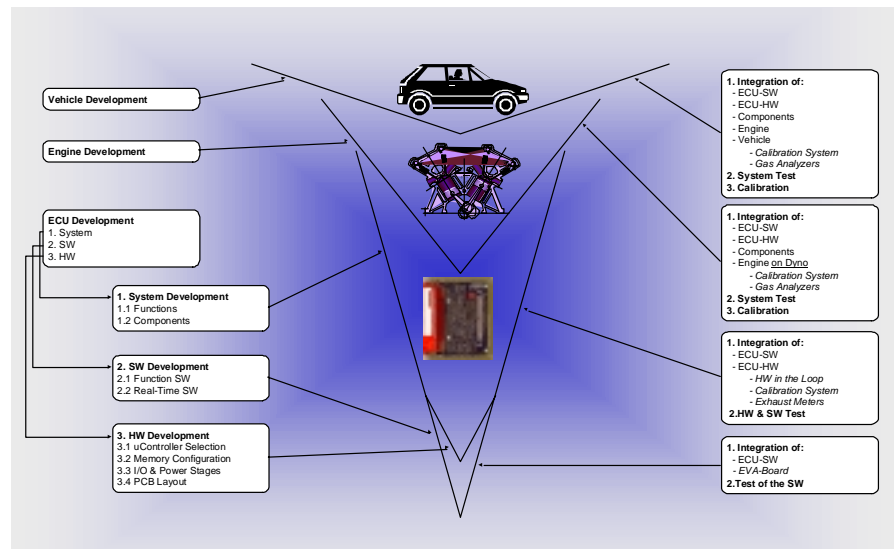 Vehicle Development
Engine Development
ECU Development
1. System
2. SW
3. HW
1. System Development
1.1 Functions
1.2 Components
2. SW Development
2.1 Function SW
2.2 Real-Time SW
3. HW Development
3.1 uController Selection
3.2 Memory Configuration
3.3 I/O & Power Stages
3.4 PCB Layout
1. Integration of:
- ECU-SW
- ECU-HW
- Components
- Engine
- Vehicle
- Calibration System
- Gas Analyzers
2. System Test
3. Calibration
1. Integration of:
- ECU-SW
- ECU-HW
- Components
- Engine on Dyno
- Calibration System
- Gas Analyzers
2. System Test
3. Calibration
1. Integration of:
- ECU-SW
- ECU-HW
- HW in the Loop
- Calibration System
- Exhaust Meters
2.HW & SW Test
1. Integration of:
- ECU-SW
- EVA-Board
2.Test of the SW